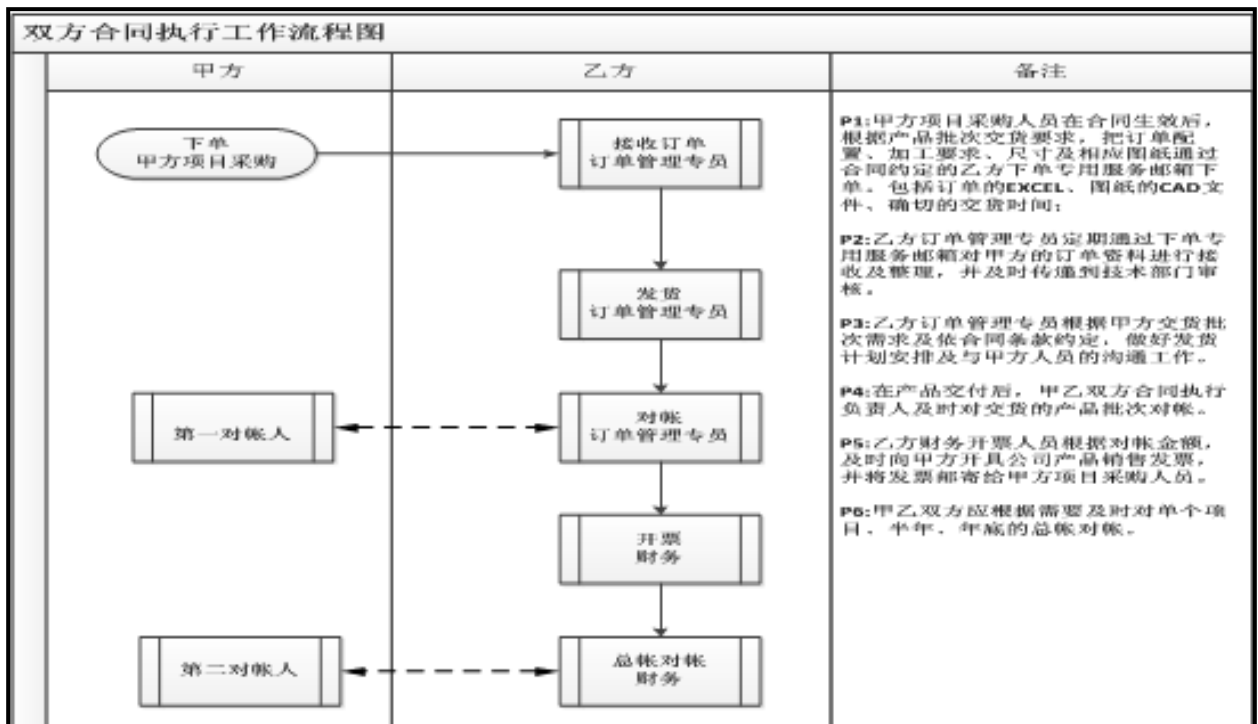 双方合同执行工作流程图
甲方
乙方
备注
下单
甲方项目采购
接收订单
订单管理专员
发货
订单管理专员
第一对帐人
对帐
订单管理专员
开票
财务
第二对帐人
总帐对帐
财务
P1:甲方项目采购人员在合同生效后，
根据产品批次交货要求，把订单配
置、加工要求、尺寸及相应图纸通过
合同约定的乙方下单专用服务邮箱下
单。包括订单的EXCEL、图纸的CAD文
件、确切的交货时间；
P2:乙方订单管理专员定期通过下单专
用服务邮箱对甲方的订单资料进行接
收及整理，并及时传递到技术部门审
核。
P3:乙方订单管理专员根据甲方交货批
次需求及依合同条款约定，做好发货
计划安排及与甲方人员的沟通工作。
P4:在产品交付后，甲乙双方合同执行
负责人及时对交货的产品批次对帐。
P5:乙方财务开票人员根据对帐金额，
及时向甲方开具公司产品销售发票，
并将发票邮寄给甲方项目采购人员。
P6:甲乙双方应根据需要及时对单个项
目、半年、年底的总帐对帐。